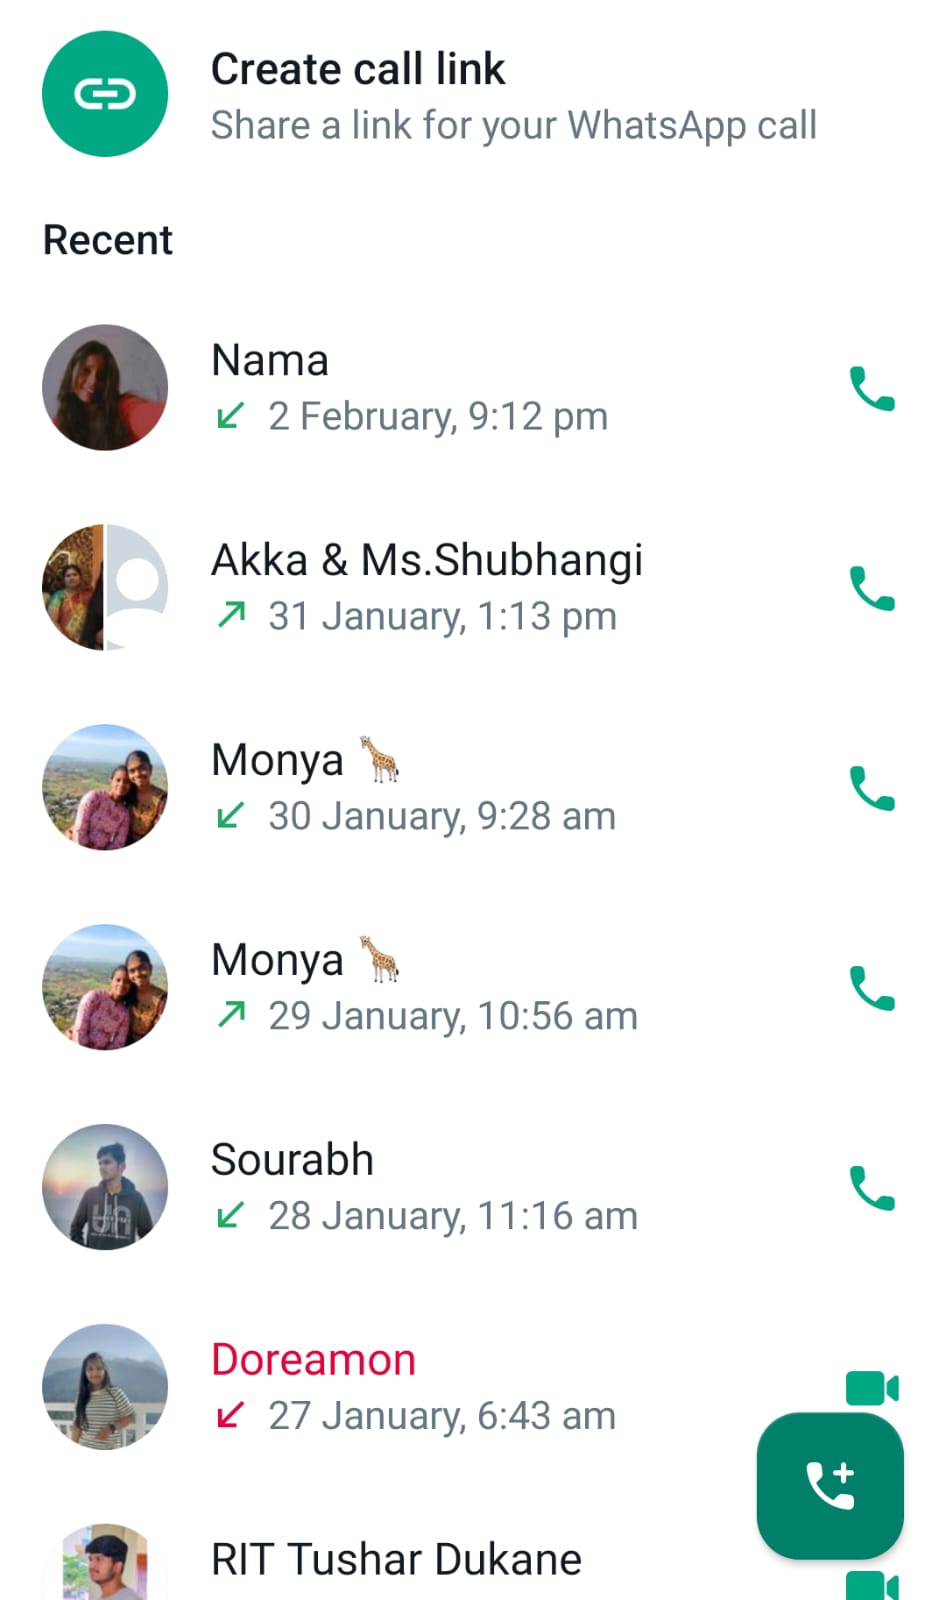 Create call link
Share a link for your WhatsApp call
Recent
Nama
2 February, 9:12 pm
Akka & Ms.Shubhangi
31 January, 1:13 pm
Monya 🦒
30 January, 9:28 am
Monya 🦒
29 January, 10:56 am
Sourabh
28 January, 11:16 am
Doreamon
27 January, 6:43 am
RIT Tushar Dukane